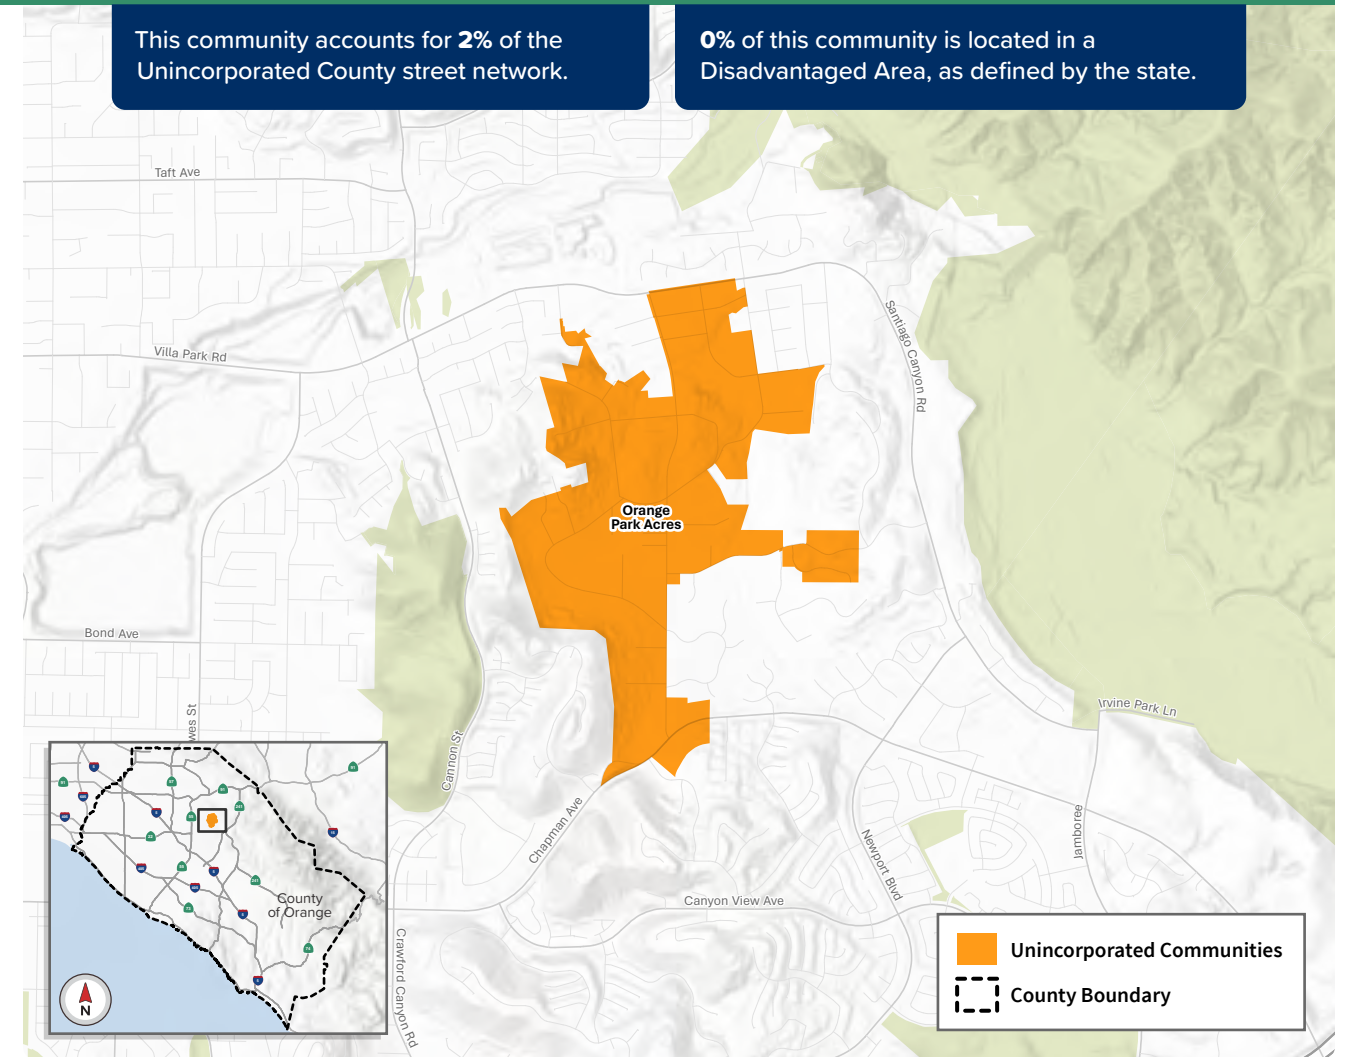 This community accounts for 2% of the
Unincorporated County street network.
0% of this community is located in a
Disadvantaged Area, as defined by the state.
Taft Ave
Villa Park Rd
Santiago Canyon Rd
Orange
Park Acres
Bond Ave
wes St
Cannon St
Chapman Ave
Irvine Park Ln
Jamboree
Newport Blvd
Canyon View Ave
Crawford Canyon Rd
County
of Orange
N
Unincorporated Communities
County Boundary